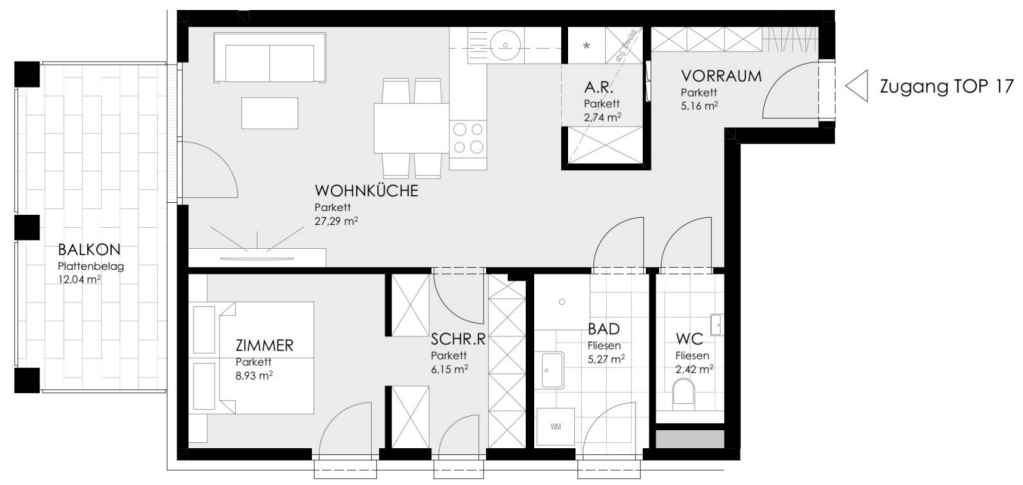 abg. Decke
A.R.
Parkett
2,74 m²
VORRAUM
Parkett
5,16 m²
Zugang TOP 17
WOHNKÜCHE
Parkett
27,29 m²
BALKON
Plattenbelag
12,04 m²
ZIMMER
Parkett
8,93 m²
SCHR.R
Parkett
6,15 m²
BAD
Fliesen
5,27 m²
WC
Fliesen
2,42 m²
WM